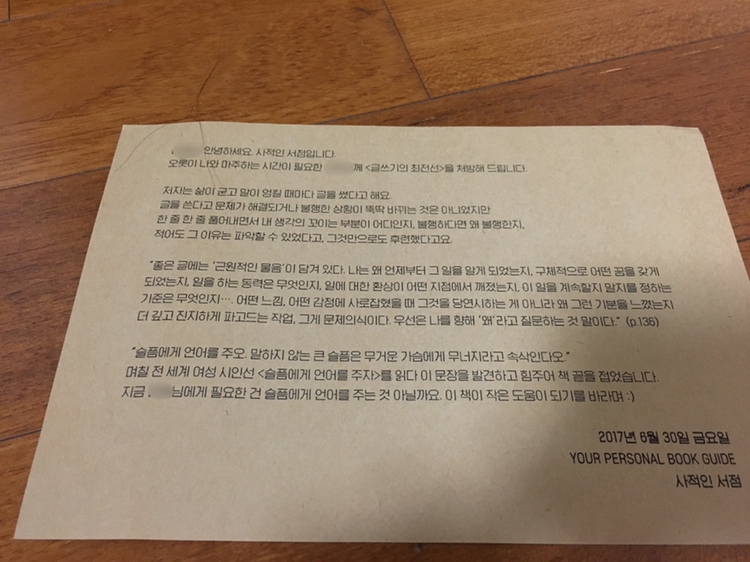 안녕하세요. 사적인 서점입니다.
오롯이 나와 마주하는 시간이 필요한 께 <글쓰기의 최전선>을 처방해 드립니다.
저자는 삶이 굳고 말이 엉킬 때마다 글을 썼다고 해요.
글을 쓴다고 문제가 해결되거나 불행한 상황이 뚝딱 바뀌는 것은 아니었지만
한 줄 한 줄 풀어내면서 내 생각의 꼬이는 부분이 어디인지, 불행하다면 왜 불행한지,
적어도 그 이유는 파악할 수 있었다고, 그것만으로도 후련했다고요.
“좋은 글에는 ‘근원적인 물음’이 담겨 있다. 나는 왜 언제부터 그 일을 알게 되었는지, 구체적으로 어떤 꿈을 갖게
되었는지, 일을 하는 동력은 무엇인지, 일에 대한 환상이 어떤 지점에서 깨졌는지, 이 일을 계속할지 말지를 정하는
기준은 무엇인지…. 어떤 느낌, 어떤 감정에 사로잡혔을 때 그것을 당연시하는 게 아니라 왜 그런 기분을 느꼈는지
더 깊고 진지하게 파고드는 작업, 그게 문제의식이다. 우선은 나를 향해 ‘왜’라고 질문하는 것 말이다.” (p.136)
“슬픔에게 언어를 주오. 말하지 않는 큰 슬픔은 무거운 가슴에게 무너지라고 속삭인다오.”
며칠 전 세계 여성 시인선 <슬픔에게 언어를 주자>를 읽다 이 문장을 발견하고 힘주어 책 끝을 접었습니다.
지금 님에게 필요한 건 슬픔에게 언어를 주는 것 아닐까요. 이 책이 작은 도움이 되기를 바라며 :)
2017년 6월 30일 금요일
YOUR PERSONAL BOOK GUIDE
사적인 서점